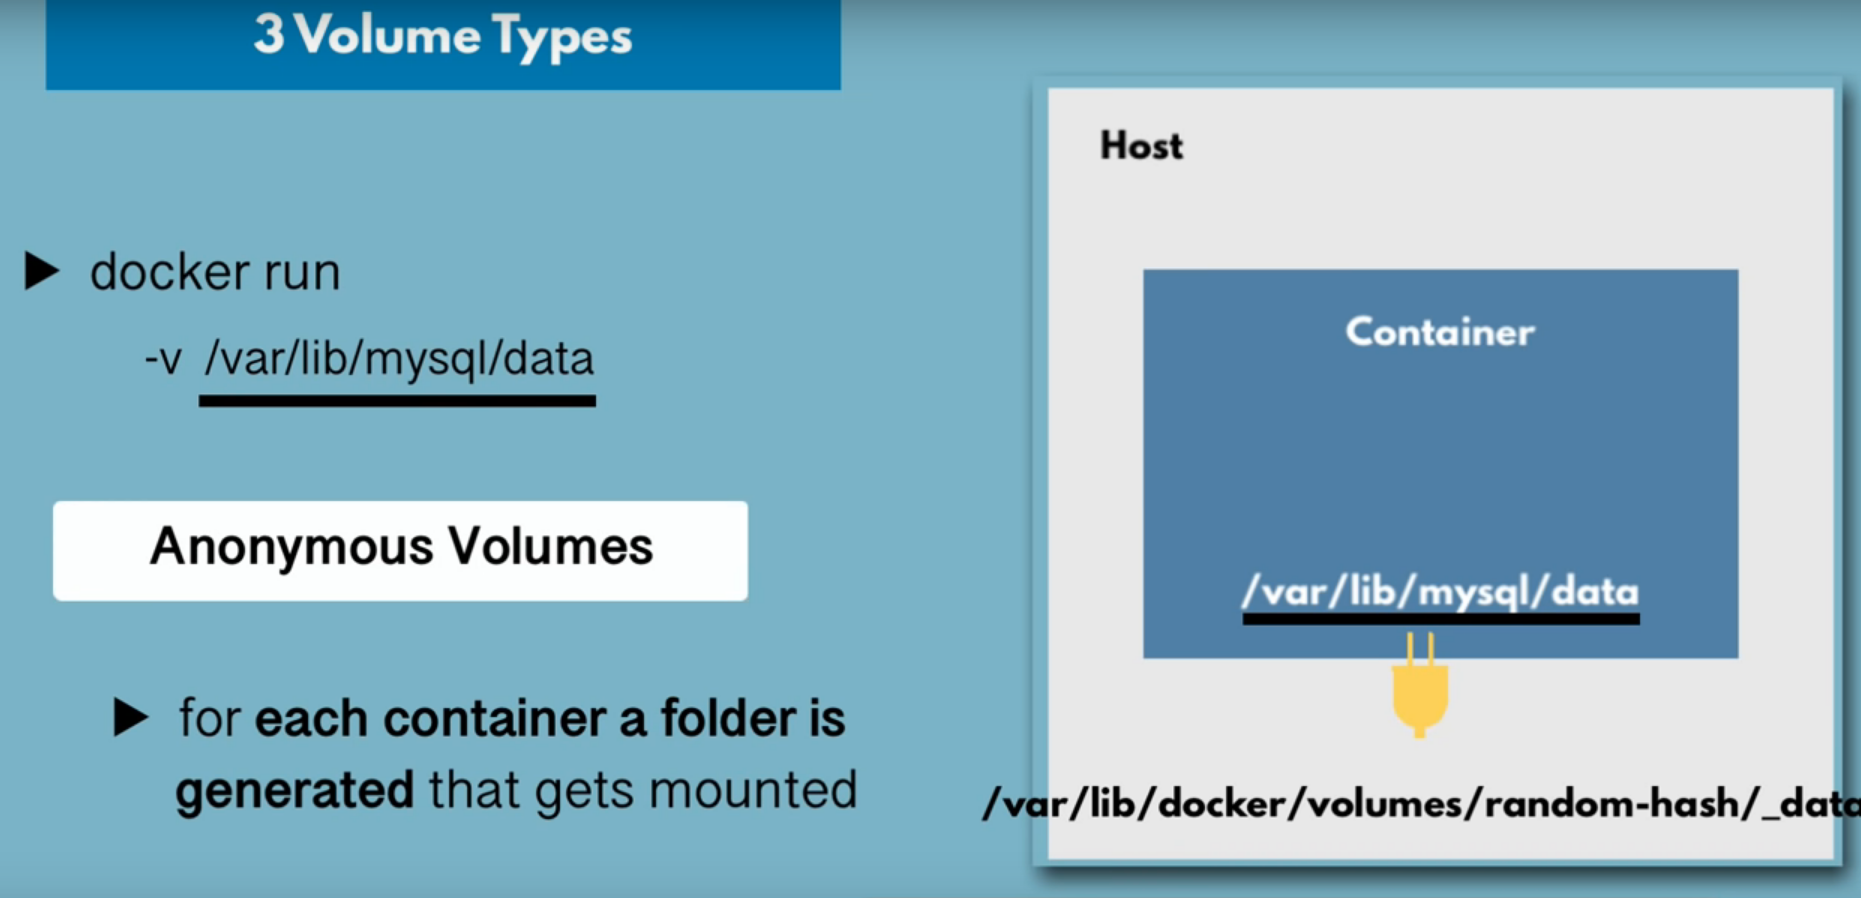 3 Volume Types
docker run
-v /var/lib/mysql/data
Anonymous Volumes
for each container a folder is
generated that gets mounted
Host
Container
/var/lib/mysql/data
/var/lib/docker/volumes/random-hash/_data